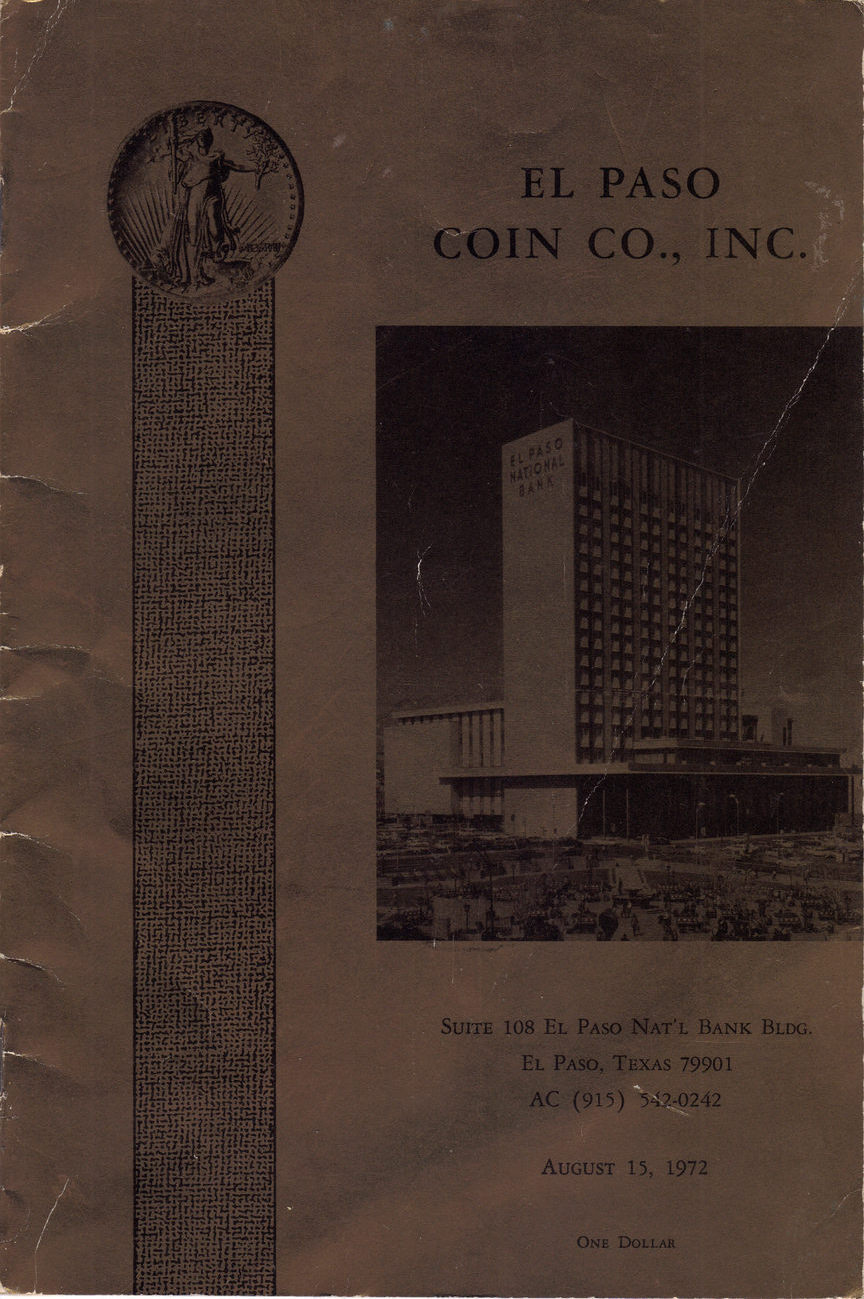 LIBERTY
EL PASO
COIN CO., INC.
EL PASO
NATIONAL
BANK
SUITE 108 EL PASO NAT'L BANK BLDG.
EL PASO, TEXAS 79901
AC (915) 542-0242
AUGUST 15, 1972
ONE DOLLAR